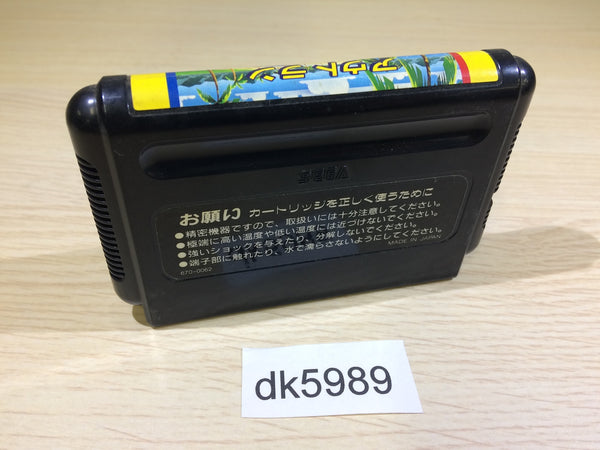 アウトラン
SEGA
お願い カートリッジを正しく使うために
●精密機器ですので、取扱いには十分注意してください。
●極端に高い温度や低い温度には近づけないでください。
●強いショックを与えたり、分解しないでください。
●端子部に触れたり、水で濡らさないようにしてください。
670-0062
MADE IN JAPAN
dk5989